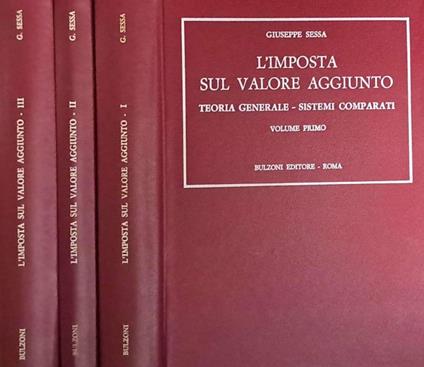 G. SESSA
L'IMPOSTA SUL VALORE AGGIUNTO - III
BULZONI
G. SESSA
L'IMPOSTA SUL VALORE AGGIUNTO - II
BULZONI
G. SESSA
L'IMPOSTA SUL VALORE AGGIUNTO - I
BULZONI
GIUSEPPE SESSA
L'IMPOSTA
SUL VALORE AGGIUNTO
TEORIA GENERALE - SISTEMI COMPARATI
VOLUME PRIMO
BULZONI EDITORE - ROMA